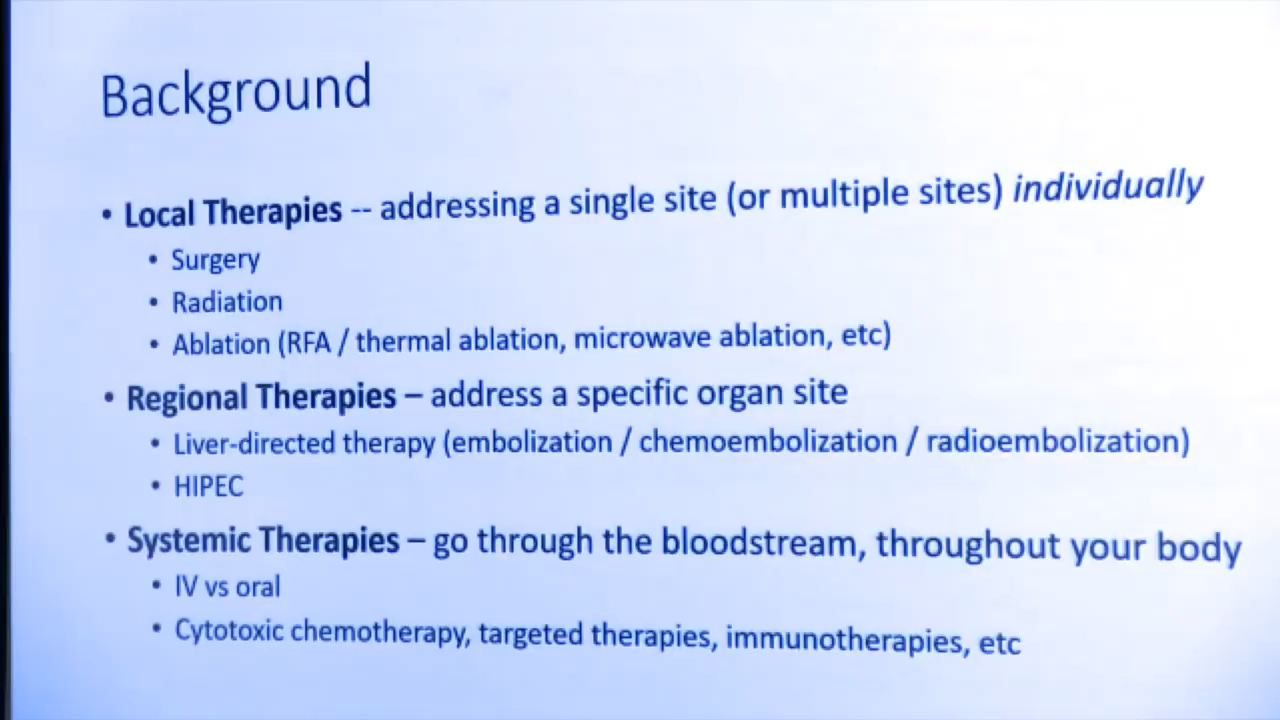 Background
• Local Therapies -- addressing a single site (or multiple sites) individually
• Surgery
• Radiation
• Ablation (RFA / thermal ablation, microwave ablation, etc)
• Regional Therapies – address a specific organ site
• Liver-directed therapy (embolization / chemoembolization / radioembolization)
• HIPEC
• Systemic Therapies – go through the bloodstream, throughout your body
• IV vs oral
• Cytotoxic chemotherapy, targeted therapies, immunotherapies, etc